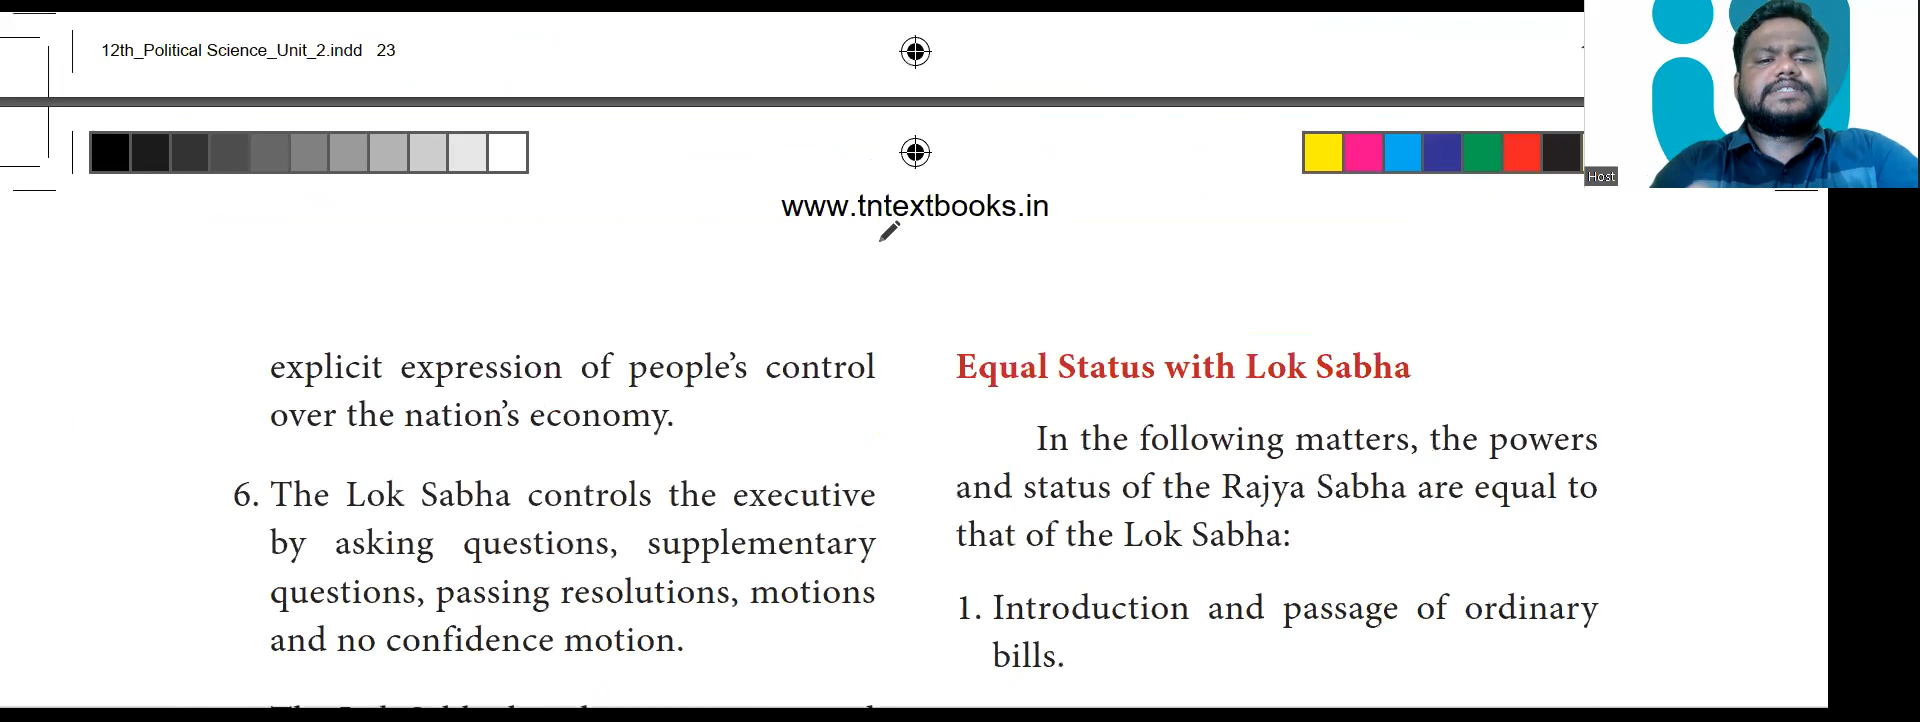 12th_Political Science_Unit_2.indd 23
Host
www.tntextbooks.in
explicit expression of people's control
over the nation's economy.
6. The Lok Sabha controls the executive
by asking questions, supplementary
questions, passing resolutions, motions
and no confidence motion.
Equal Status with Lok Sabha
In the following matters, the powers
and status of the Rajya Sabha are equal to
that of the Lok Sabha:
1. Introduction and passage of ordinary
bills.